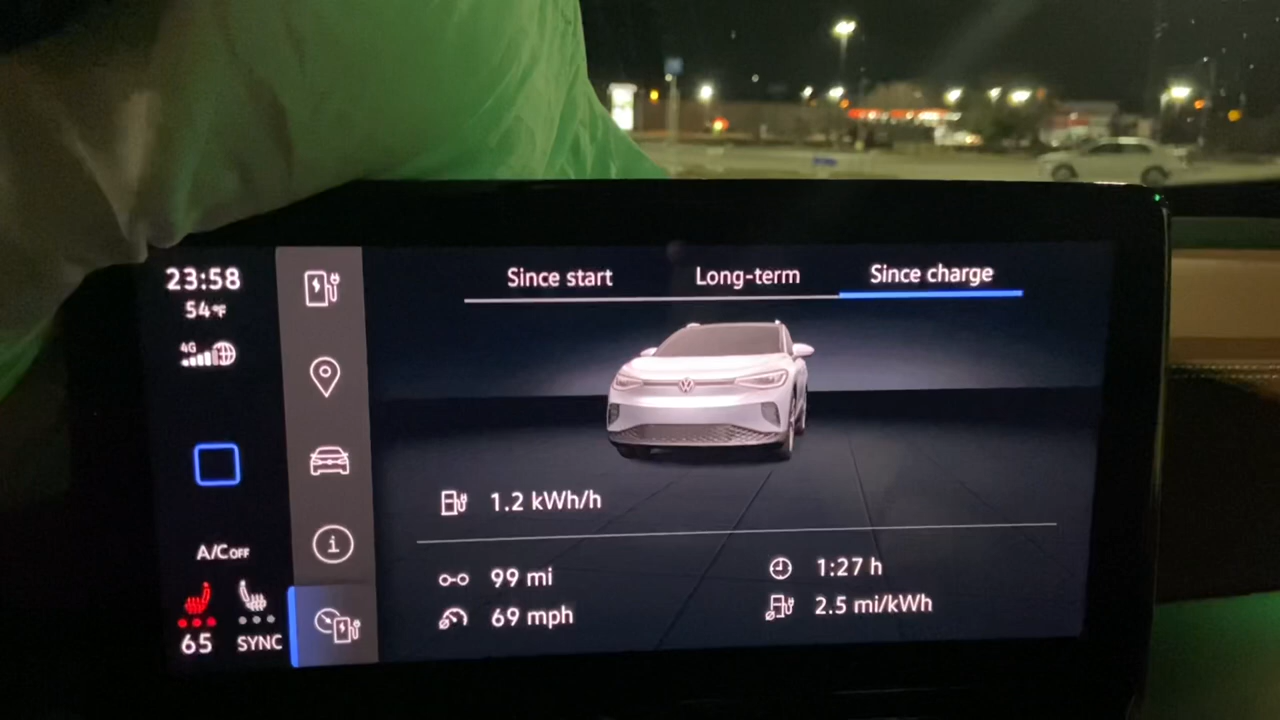 23:58
54°F
4G
A/C OFF
65
SYNC
Since start
Long-term
Since charge
1.2 kWh/h
99 mi
1:27 h
69 mph
2.5 mi/kWh